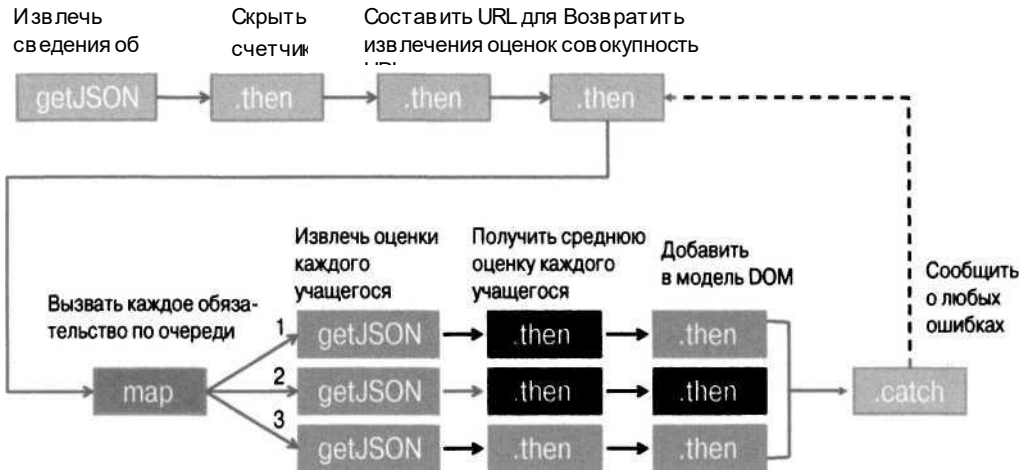 Извлечь
сведения об
Скрыть
счетчик
Составить URL для Возвратить
извлечения оценок совокупность
getJSON
.then
.then
.then
Извлечь оценки
каждого
учащегося
Получить среднюю
оценку каждого
учащегося
Добавить
в модель DOM
Сообщить
о любых
ошибках
Вызвать каждое обяза-
тельство по очереди
map
1
getJSON
.then
.then
2
getJSON
.then
.then
3
getJSON
.then
.then
.catch